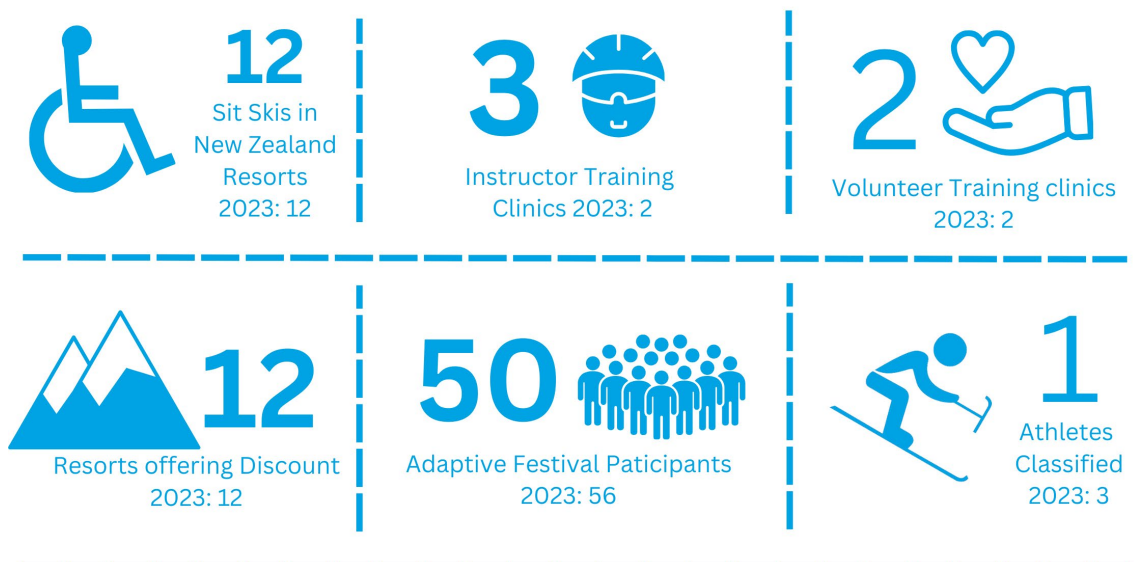 12
Sit Skis in
New Zealand
Resorts
2023: 12
3
Instructor Training
Clinics 2023: 2
2
Volunteer Training clinics
2023: 2
12
Resorts offering Discount
2023: 12
50
Adaptive Festival Paticipants
2023: 56
1
Athletes
Classified
2023: 3